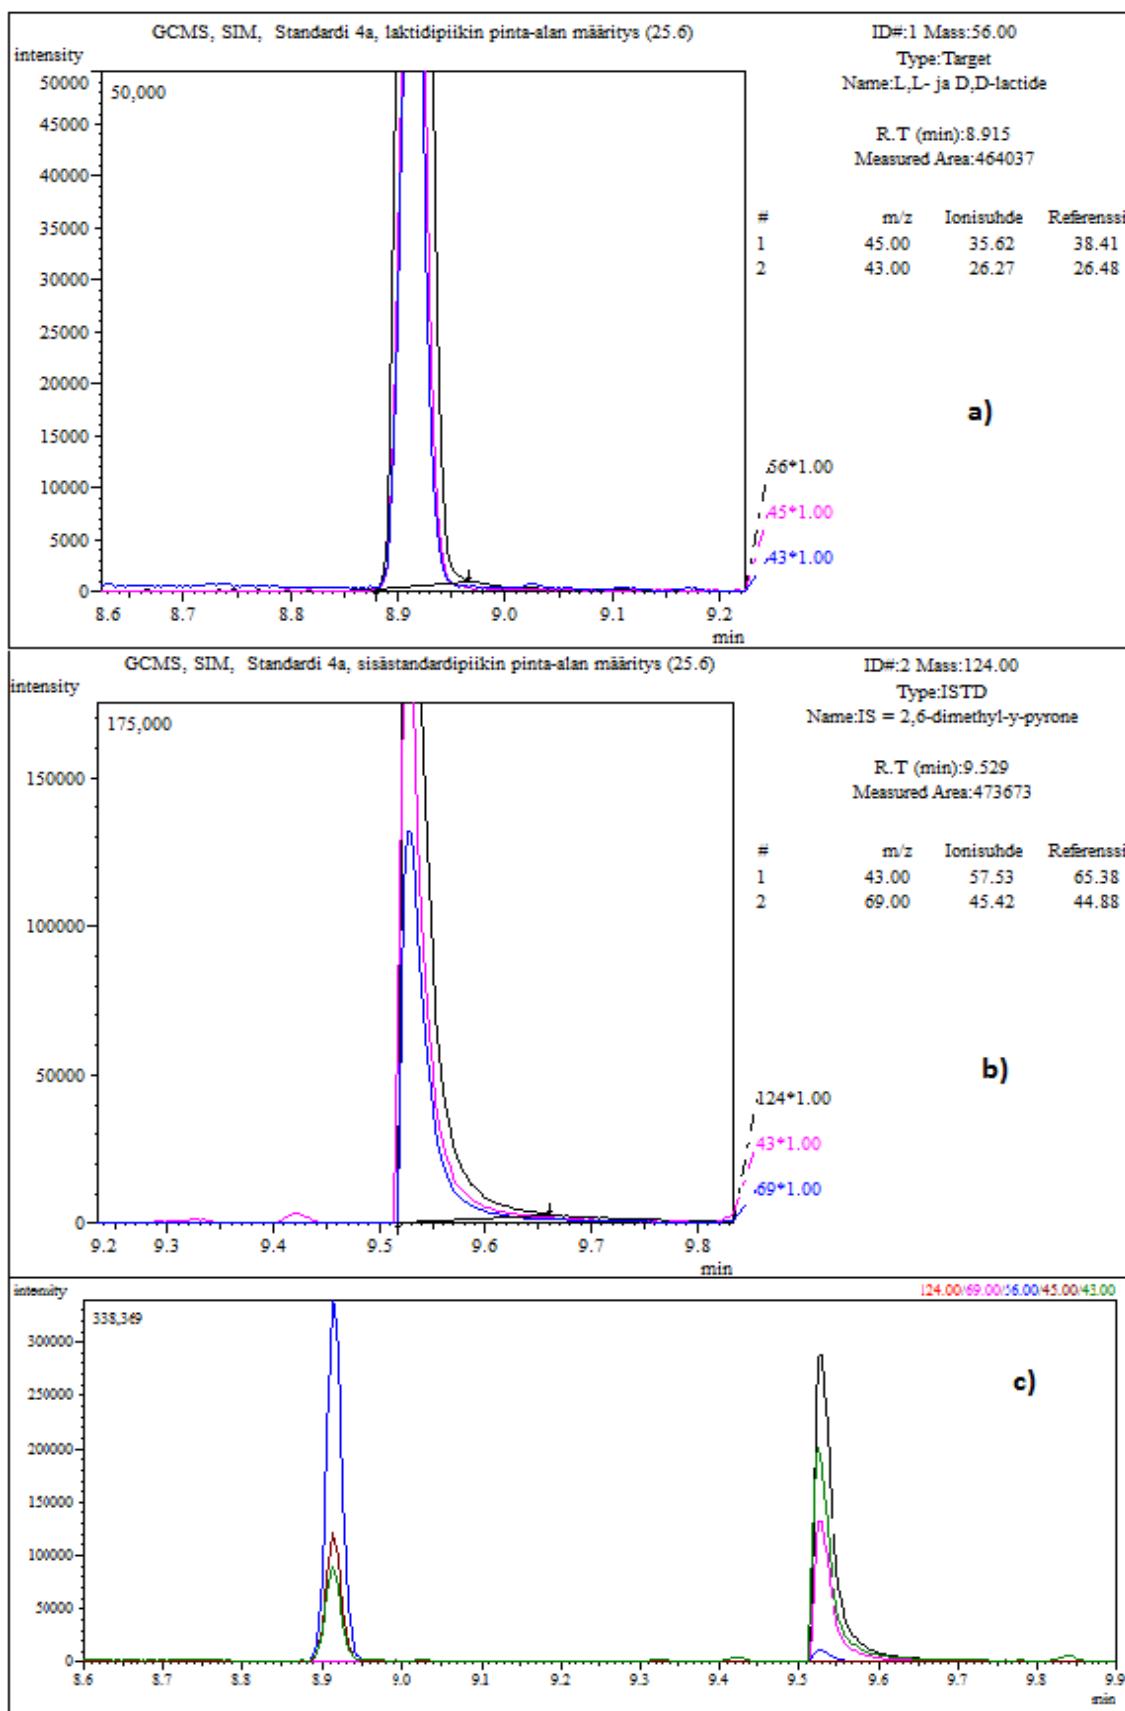 GCMS, SIM, Standardi 4a, laktidipiikin pinta-alan määritys (25.6)
intensity
50,000
50000
45000
40000
35000
30000
25000
20000
15000
10000
5000
0
8.6 8.7 8.8 8.9 9.0 9.1 9.2
min
56*1.00
45*1.00
43*1.00
ID#:1 Mass:56.00
Type:Target
Name:L,L- ja D,D-lactide
R.T (min):8.915
Measured Area:464037
# m/z Ionisuhde Referenssi
1 45.00 35.62 38.41
2 43.00 26.27 26.48
a)
GCMS, SIM, Standardi 4a, sisästandardipiikin pinta-alan määritys (25.6)
intensity
175,000
150000
100000
50000
0
9.2 9.3 9.4 9.5 9.6 9.7 9.8
min
124*1.00
43*1.00
69*1.00
ID#:2 Mass:124.00
Type:ISTD
Name:IS = 2,6-dimethyl-y-pyrone
R.T (min):9.529
Measured Area:473673
# m/z Ionisuhde Referenssi
1 43.00 57.53 65.38
2 69.00 45.42 44.88
b)
intensity
124.00/69.00/56.00/45.00/43.00
338,369
300000
250000
200000
150000
100000
50000
0
8.6 8.7 8.8 8.9 9.0 9.1 9.2 9.3 9.4 9.5 9.6 9.7 9.8 9.9
min
c)